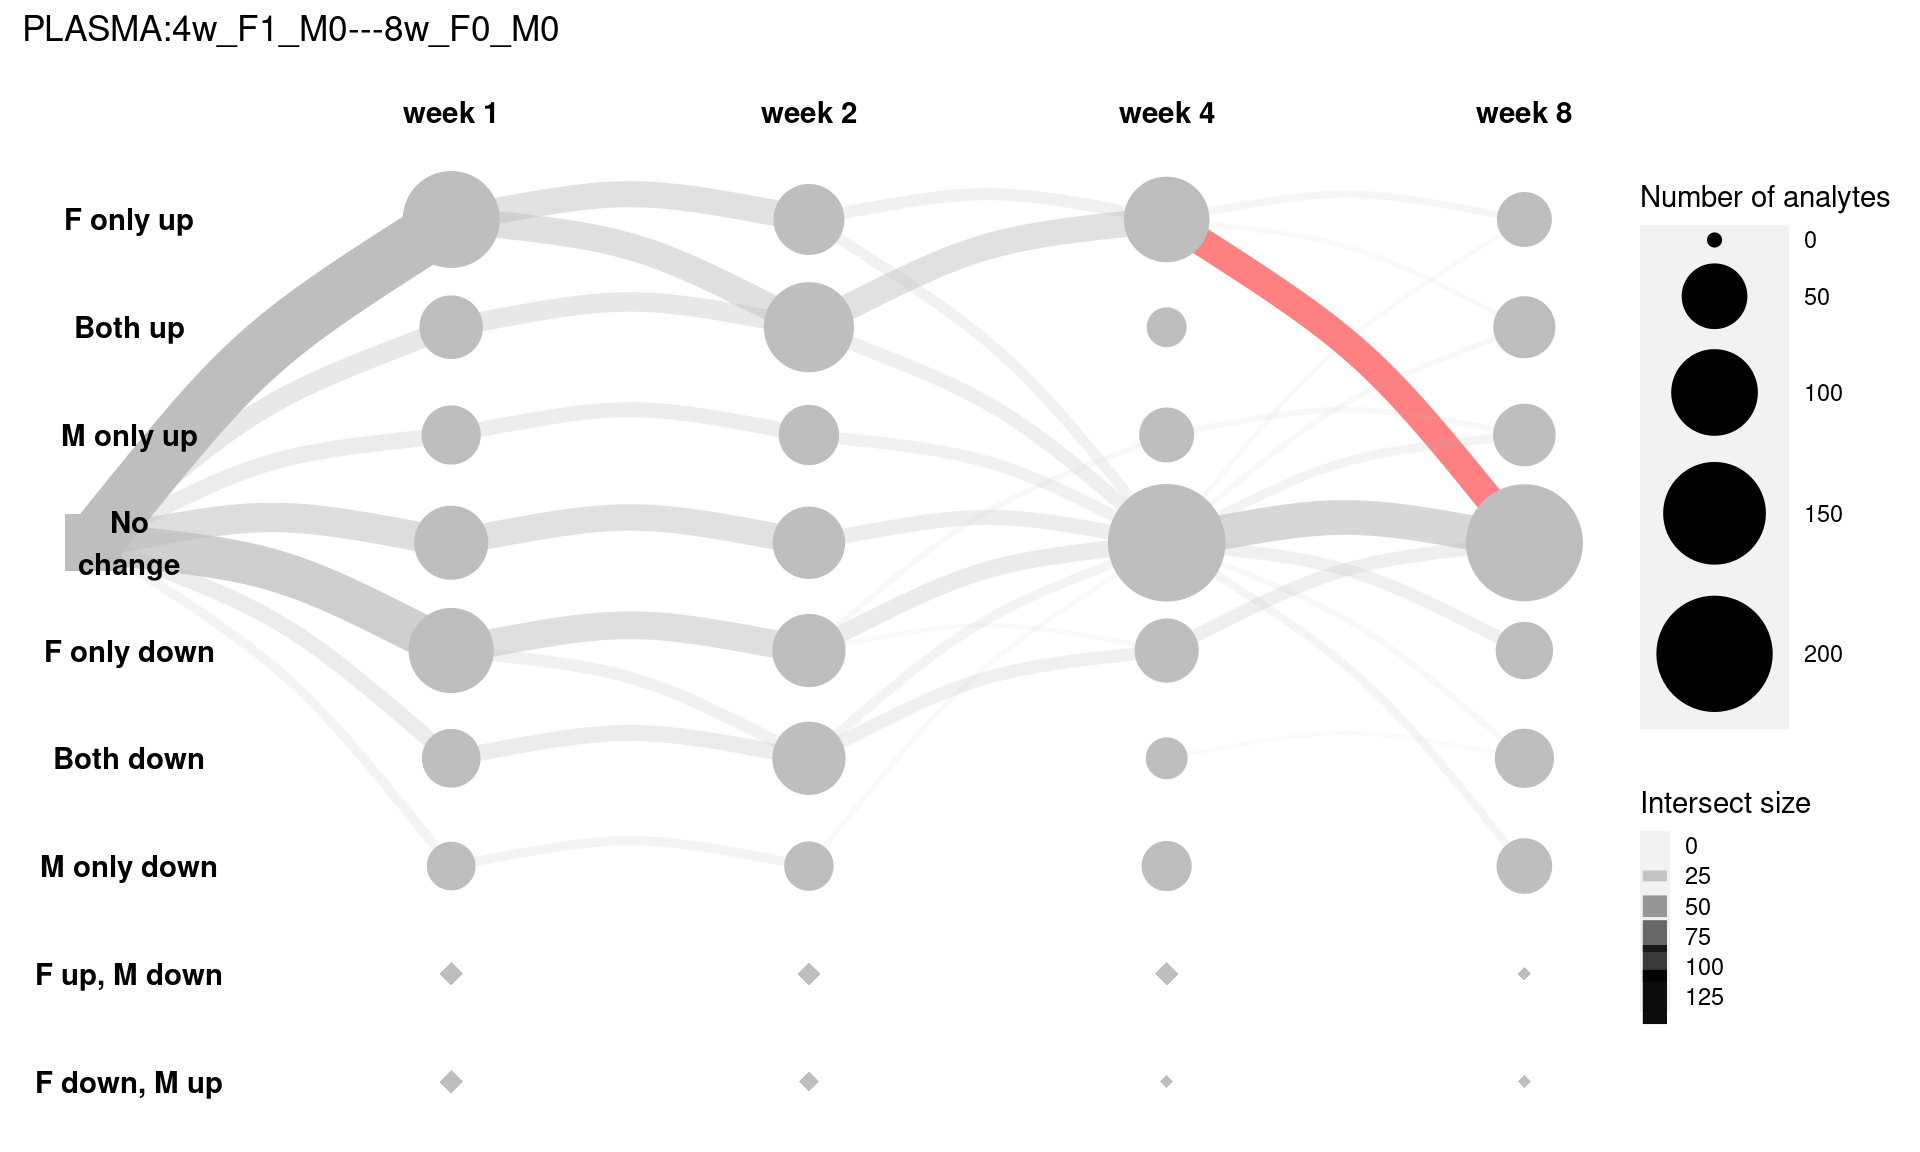 PLASMA:4w_F1_M0---8w_F0_M0
week 1
week 2
week 4
week 8
F only up
Both up
M only up
No
change
F only down
Both down
M only down
F up, M down
F down, M up
Number of analytes
0
50
100
150
200
Intersect size
0
25
50
75
100
125